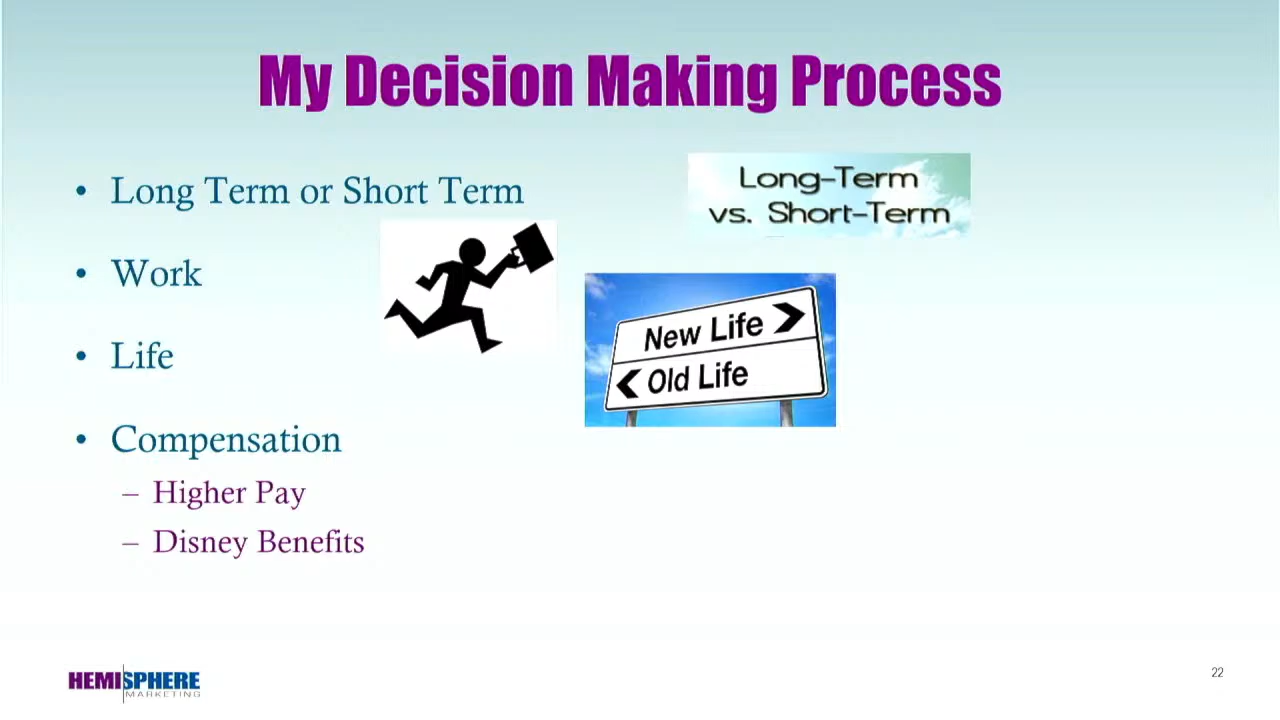 My Decision Making Process
• Long Term or Short Term
Long-Term
vs. Short-Term
• Work
New Life
Old Life
• Life
• Compensation
– Higher Pay
– Disney Benefits
HEMISPHERE
MARKETING
22